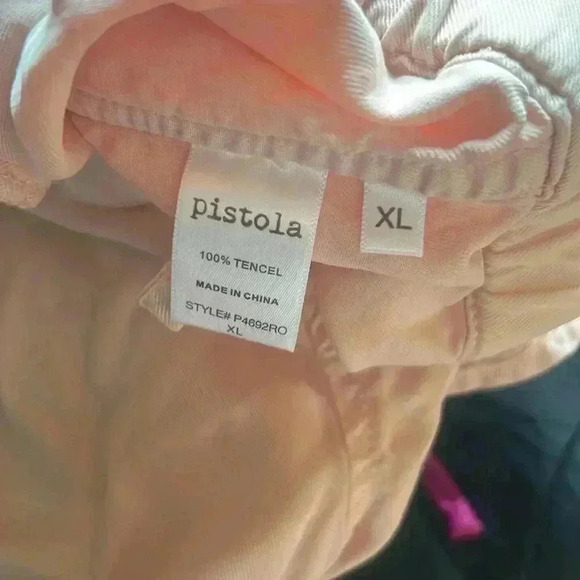 pistola
100% TENCEL
MADE IN CHINA
STYLE# P4692RO
XL
XL